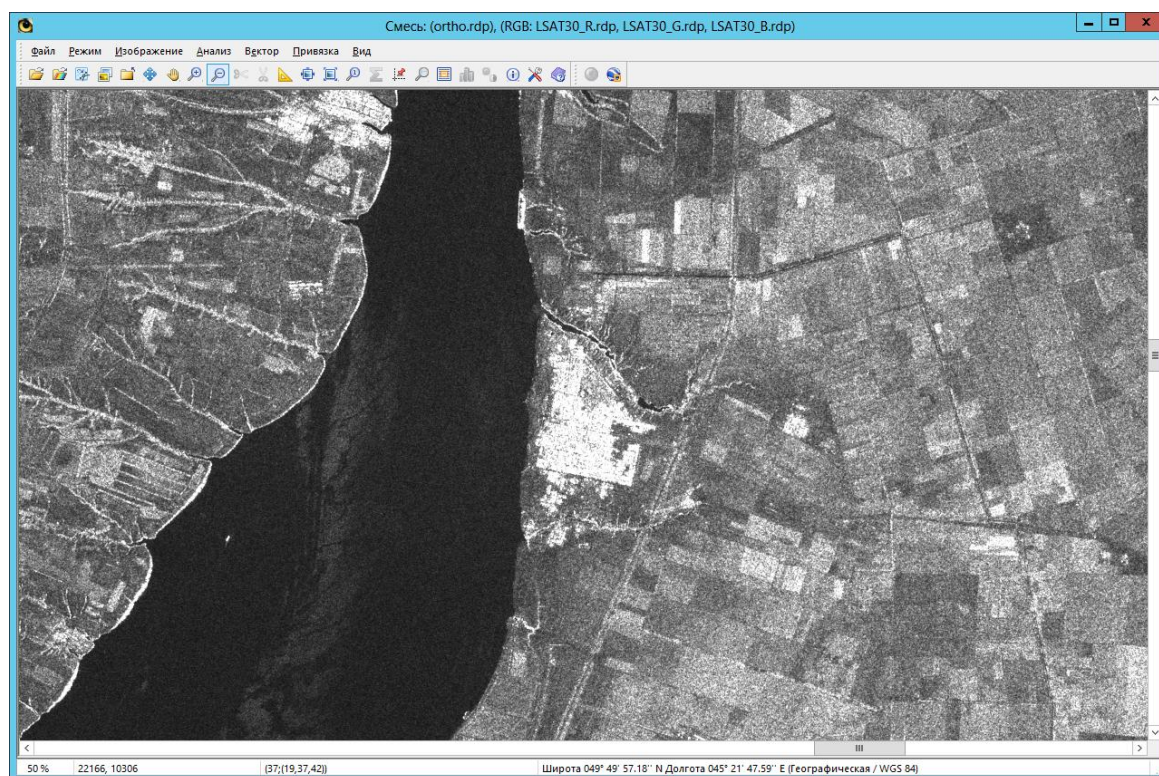 Смесь: (ortho.rdp), (RGB: LSAT30_R.rdp, LSAT30_G.rdp, LSAT30_B.rdp)
Файл Режим Изображение Анализ Вектор Привязка Вид
50 % 22166, 10306 (37;(19,37,42)) Широта 049° 49' 57.18'' N Долгота 045° 21' 47.59'' E (Географическая / WGS 84)